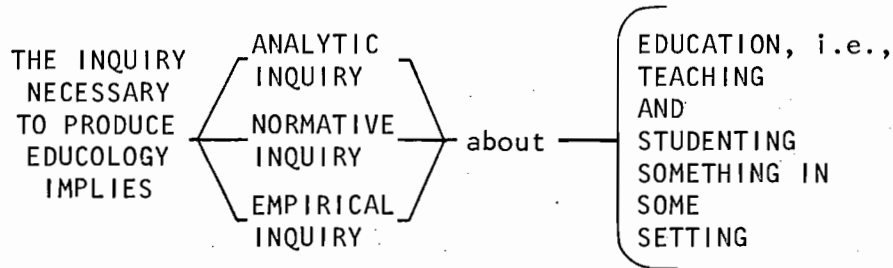 THE INQUIRY
NECESSARY
TO PRODUCE
EDUCOLOGY
IMPLIES
ANALYTIC
INQUIRY
NORMATIVE
INQUIRY
EMPIRICAL
INQUIRY
about
EDUCATION, i.e.,
TEACHING
AND
STUDENTING
SOMETHING IN
SOME
SETTING